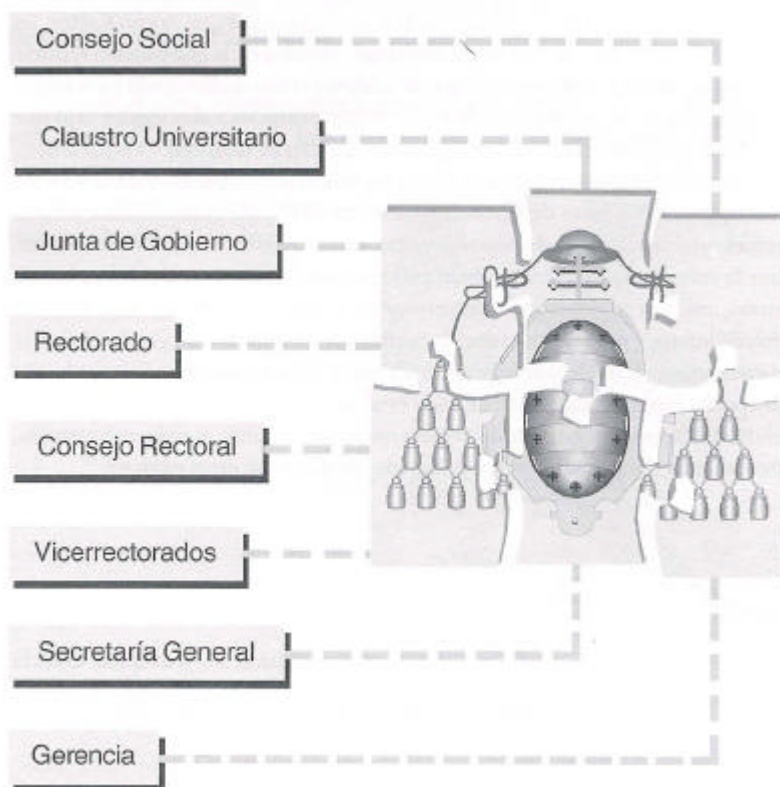 Consejo Social
Claustro Universitario
Junta de Gobierno
Rectorado
Consejo Rectoral
Vicerrectorados
Secretaría General
Gerencia